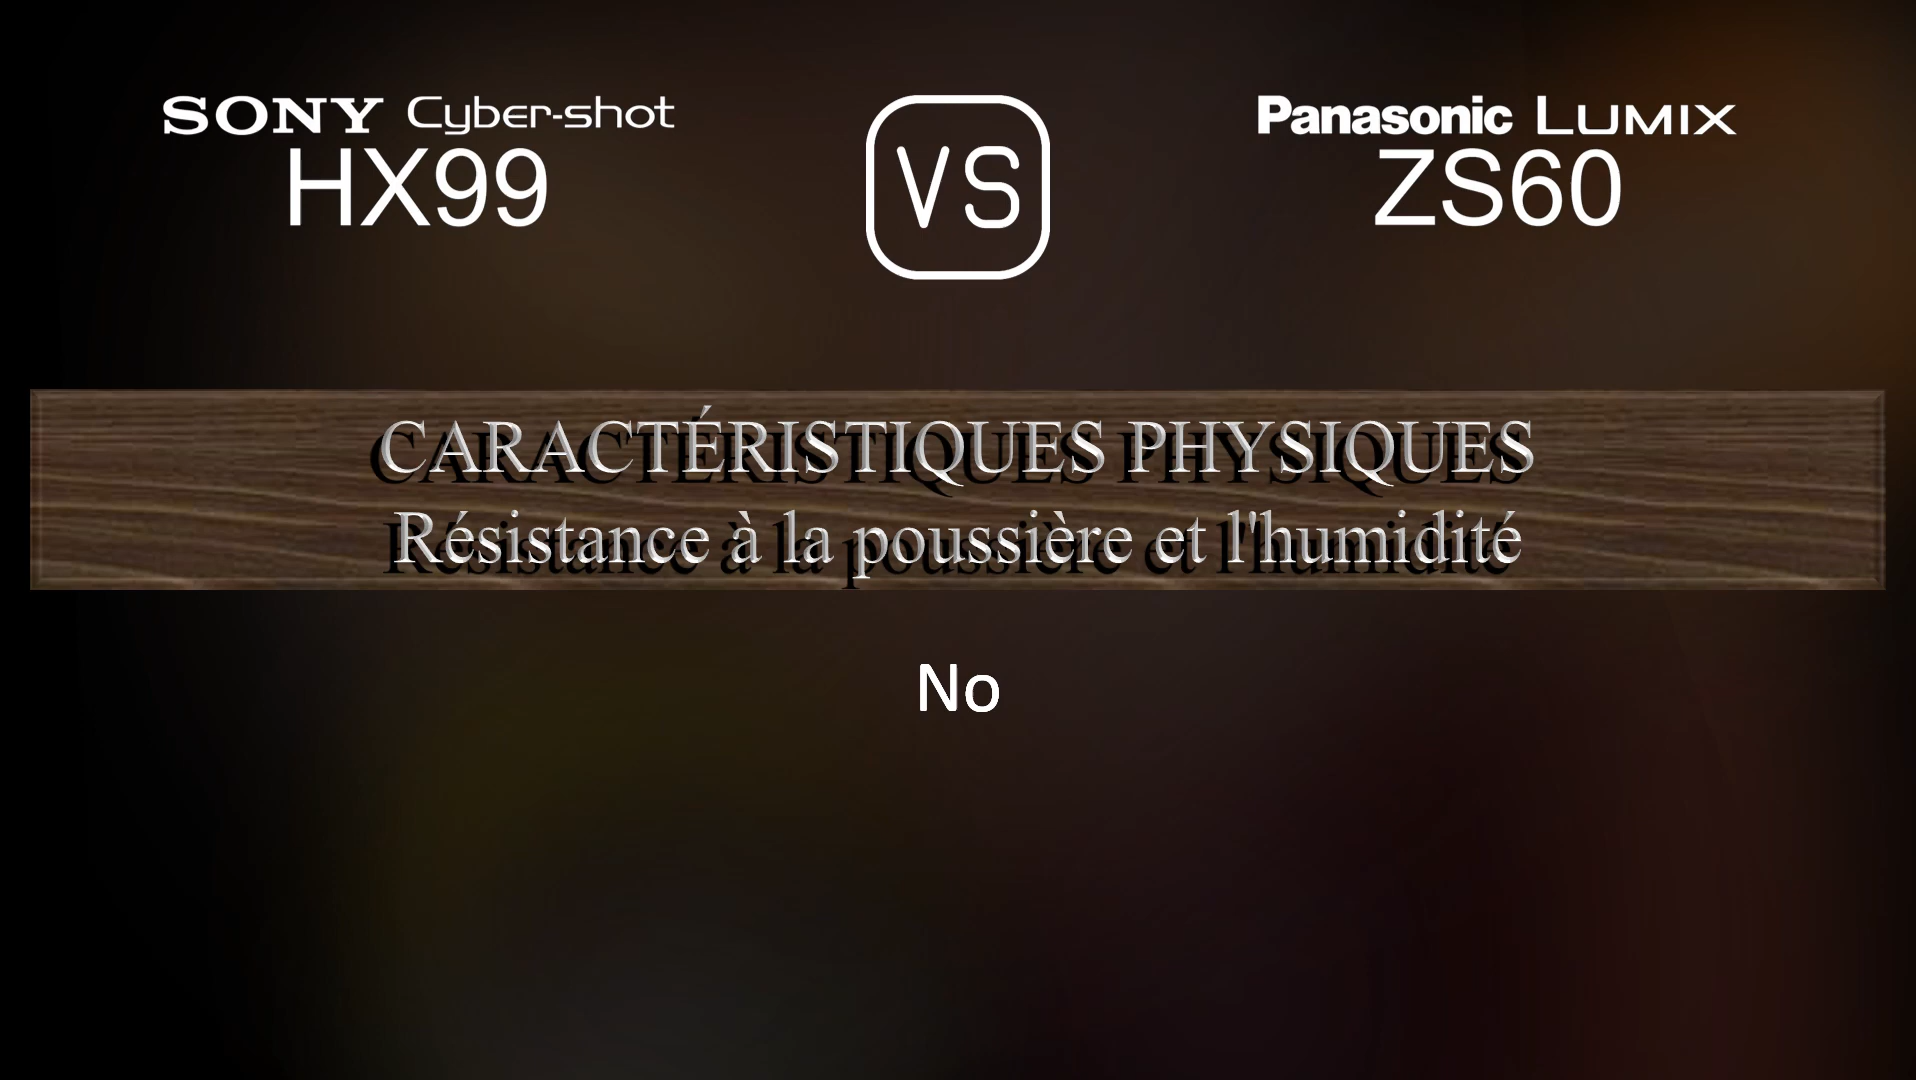 SONY Cyber-shot
HX99
VS
Panasonic LUMIX
ZS60
CARACTÉRISTIQUES PHYSIQUES
Résistance à la poussière et l'humidité
No